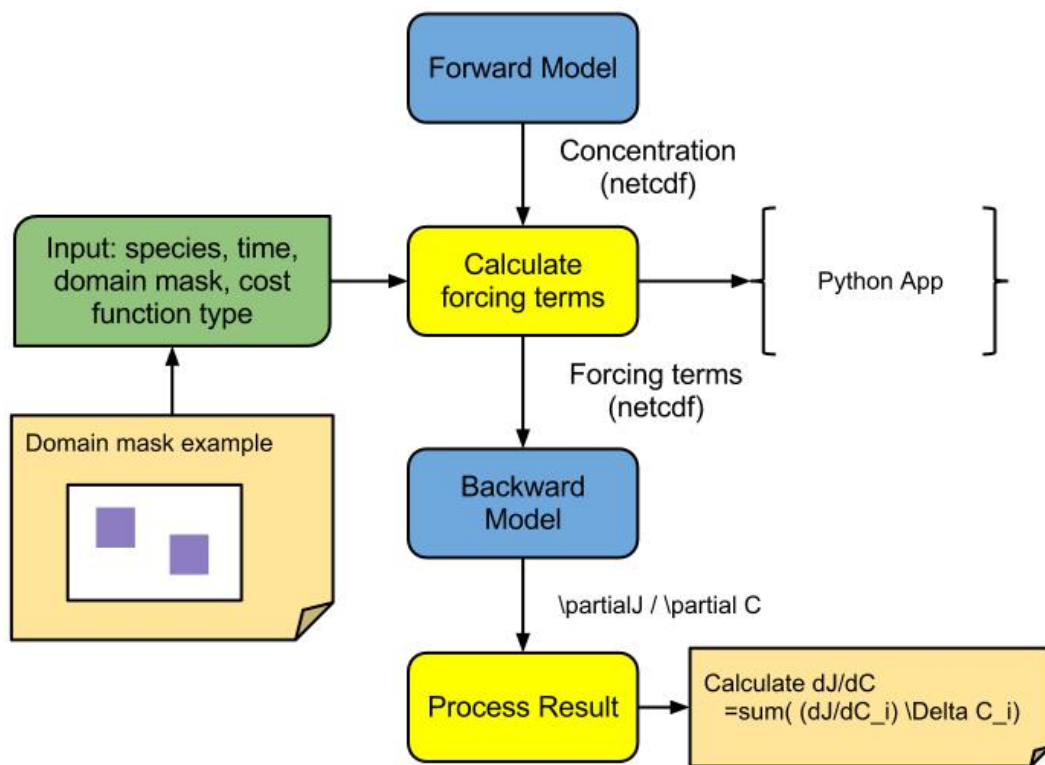 Forward Model
Concentration
(netcdf)
Input: species, time,
domain mask, cost
function type
Calculate
forcing terms
Python App
Forcing terms
(netcdf)
Domain mask example
Backward
Model
\partialJ / \partial C
Process Result
Calculate dJ/dC
=sum( (dJ/dC_i) \Delta C_i)